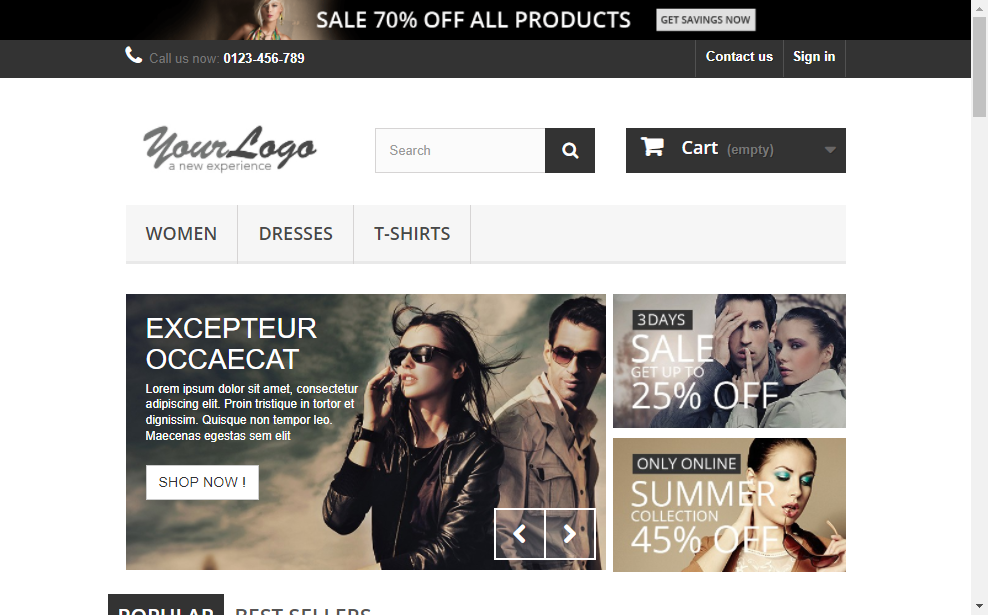 SALE 70% OFF ALL PRODUCTS
GET SAVINGS NOW
Call us now: 0123-456-789
Contact us
Sign in
YourLogo
a new experience
Search
Cart (empty)
WOMEN
DRESSES
T-SHIRTS
EXCEPTEUR
OCCAECAT
Lorem ipsum dolor sit amet, consectetur
adipiscing elit. Proin tristique in tortor et
dignissim. Quisque non tempor leo.
Maecenas egestas sem elit
SHOP NOW !
3 DAYS
SALE
GET UP TO
25% OFF
ONLY ONLINE
SUMMER
COLLECTION
45% OFF
POPULAR
BEST SELLERS